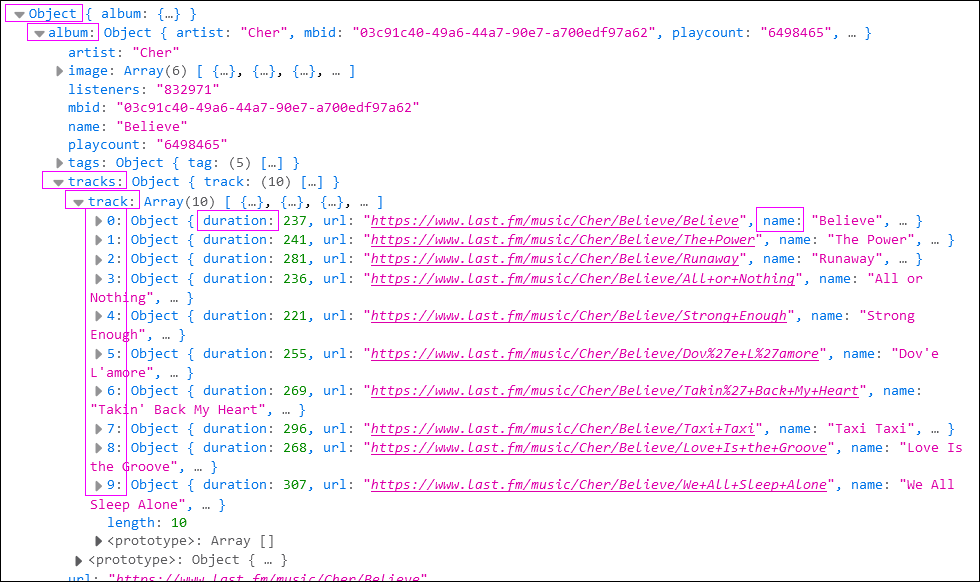 Object { album: {…} }
album: Object { artist: "Cher", mbid: "03c91c40-49a6-44a7-90e7-a700edf97a62", playcount: "6498465", … }
artist: "Cher"
image: Array(6) [ {…}, {…}, {…}, … ]
listeners: "832971"
mbid: "03c91c40-49a6-44a7-90e7-a700edf97a62"
name: "Believe"
playcount: "6498465"
tags: Object { tag: (5) […] }
tracks: Object { track: (10) […] }
track: Array(10) [ {…}, {…}, {…}, … ]
0: Object { duration: 237, url: "https://www.last.fm/music/Cher/Believe/Believe", name: "Believe", … }
1: Object { duration: 241, url: "https://www.last.fm/music/Cher/Believe/The+Power", name: "The Power", … }
2: Object { duration: 281, url: "https://www.last.fm/music/Cher/Believe/Runaway", name: "Runaway", … }
3: Object { duration: 236, url: "https://www.last.fm/music/Cher/Believe/All+or+Nothing", name: "All or
Nothing", … }
4: Object { duration: 221, url: "https://www.last.fm/music/Cher/Believe/Strong+Enough", name: "Strong
Enough", … }
5: Object { duration: 255, url: "https://www.last.fm/music/Cher/Believe/Dov%27e+L%27amore", name: "Dov'e
L'amore", … }
6: Object { duration: 269, url: "https://www.last.fm/music/Cher/Believe/Takin%27+Back+My+Heart", name:
"Takin' Back My Heart", … }
7: Object { duration: 296, url: "https://www.last.fm/music/Cher/Believe/Taxi+Taxi", name: "Taxi Taxi", … }
8: Object { duration: 268, url: "https://www.last.fm/music/Cher/Believe/Love+Is+the+Groove", name: "Love Is
the Groove", … }
9: Object { duration: 307, url: "https://www.last.fm/music/Cher/Believe/We+All+Sleep+Alone", name: "We All
Sleep Alone", … }
length: 10
<prototype>: Array []
<prototype>: Object { … }
url: "https://www.last.fm/music/Cher/Believe"